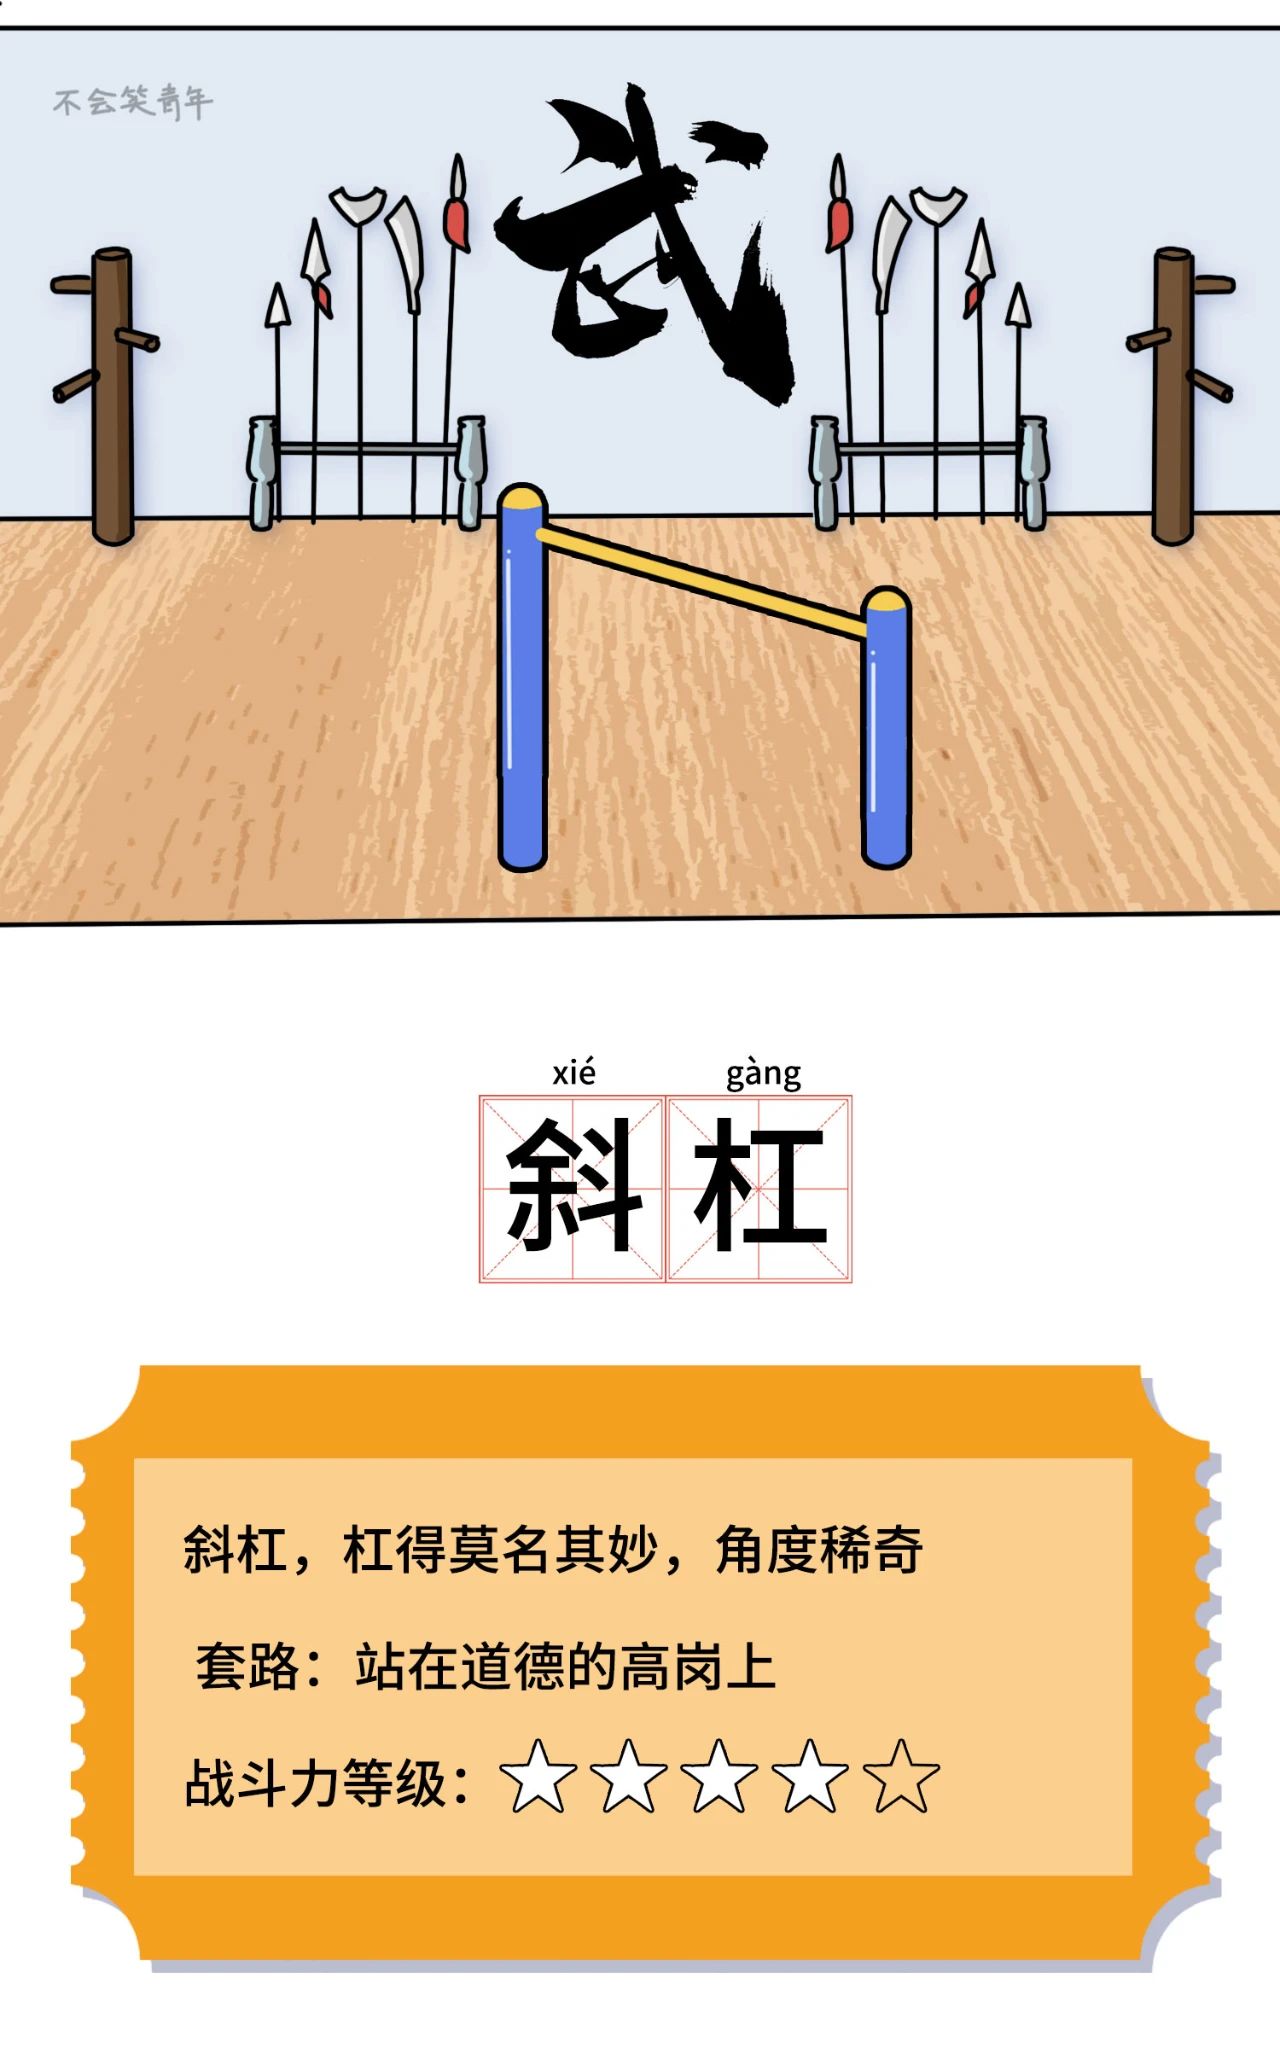 不会笑青年
武
xié gàng
斜杠
斜杠，杠得莫名其妙，角度稀奇
套路：站在道德的高岗上
战斗力等级：